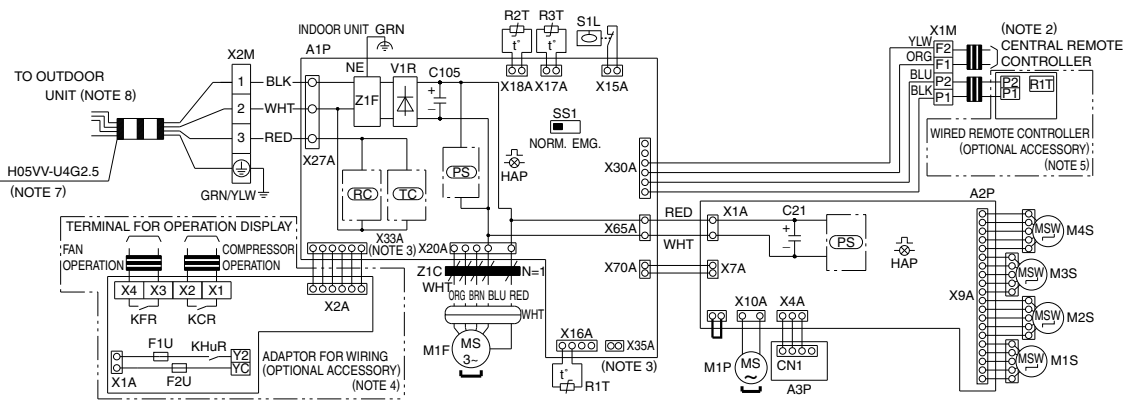 R2T
R3T
S1L
t°
t°
X18A
X17A
X15A
INDOOR UNIT
GRN
A1P
NE
V1R
C105
+
−
Z1F
SS1
NORM. EMG.
X2M
1
2
3
BLK
WHT
RED
X27A
TO OUTDOOR
UNIT (NOTE 8)
H05VV-U4G2.5
(NOTE 7)
GRN/YLW
RC
TC
PS
HAP
X30A
YLW
ORG
BLU
BLK
X1M
F2
F1
P2
P1
(NOTE 2)
CENTRAL REMOTE
CONTROLLER
P2
P1
R1T
WIRED REMOTE CONTROLLER
(OPTIONAL ACCESSORY)
(NOTE 5)
TERMINAL FOR OPERATION DISPLAY
FAN
OPERATION
COMPRESSOR
OPERATION
X4
X3
X2
X1
KFR
KCR
F1U
KHuR
Y2
YC
X1A
F2U
ADAPTOR FOR WIRING
(OPTIONAL ACCESSORY)
(NOTE 4)
X33A
(NOTE 3)
X2A
X20A
Z1C
N=1
WHT
ORG
BRN
BLU
RED
WHT
M1F
MS
3~
X16A
t°
R1T
X35A
(NOTE 3)
X65A
RED
WHT
X1A
X70A
X7A
C21
+
−
PS
HAP
A2P
X9A
MSW
M4S
MSW
M3S
MSW
M2S
MSW
M1S
X10A
X4A
M1P
MS
~
CN1
A3P